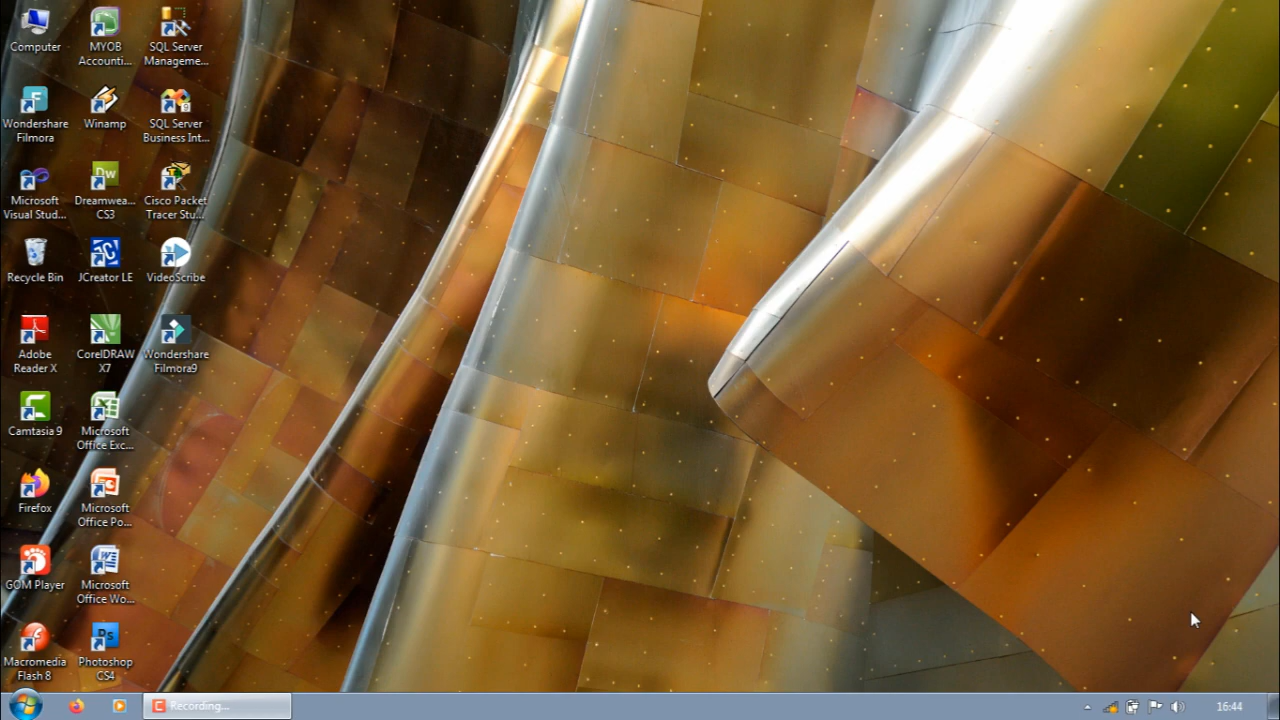 Computer
MYOB
Accounti...
SQL Server
Manageme...
Wondershare
Filmora
Winamp
SQL Server
Business Int...
Microsoft
Visual Stud...
Dreamwea...
CS3
Cisco Packet
Tracer Stu...
Recycle Bin
JCreator LE
VideoScribe
Adobe
Reader X
CorelDRAW
X7
Wondershare
Filmora9
Camtasia 9
Microsoft
Office Exc...
Firefox
Microsoft
Office Po...
GOM Player
Microsoft
Office Wo...
Macromedia
Flash 8
Photoshop
CS4
Recording...
16:44